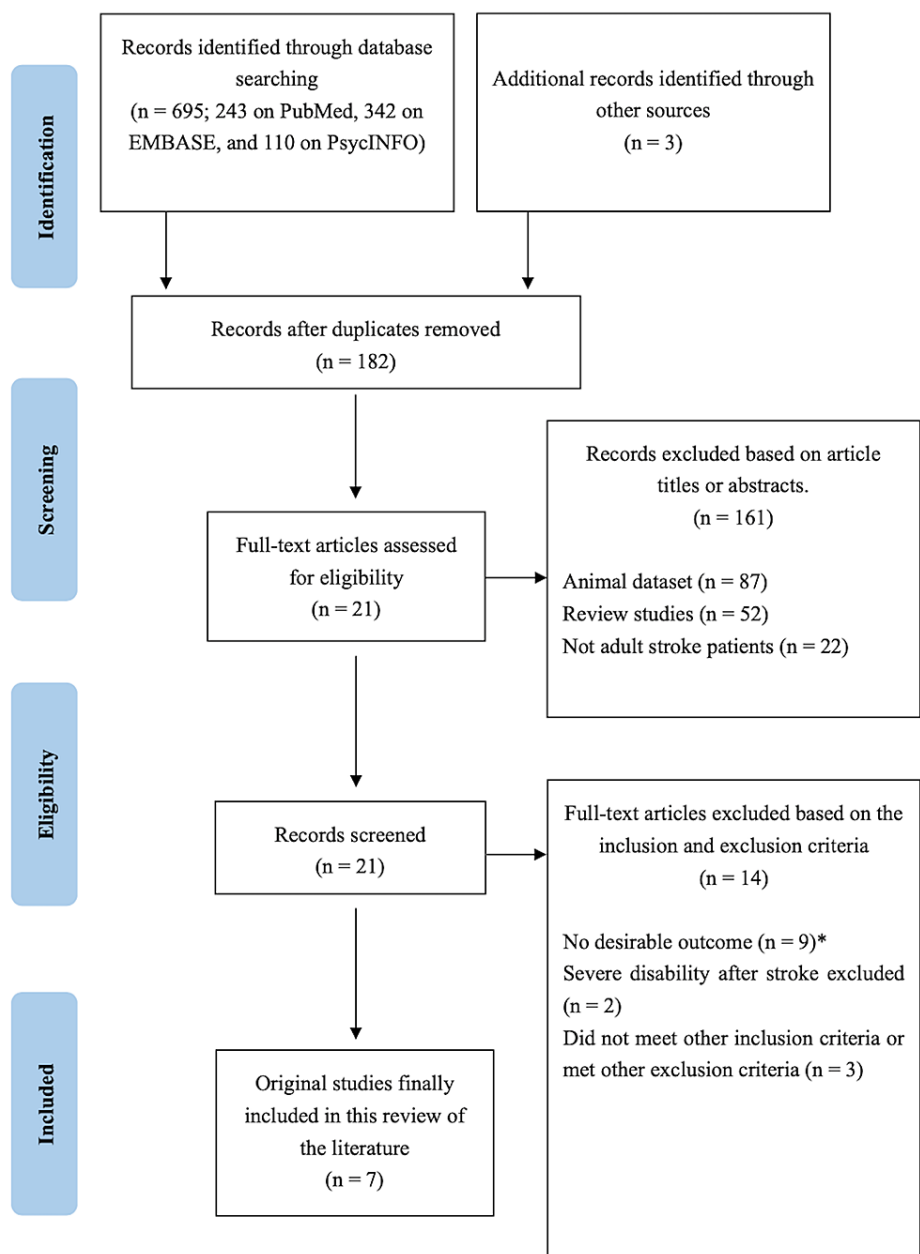 Identification
Records identified through database
searching
(n = 695; 243 on PubMed, 342 on
EMBASE, and 110 on PsycINFO)
Additional records identified through
other sources
(n = 3)
Records after duplicates removed
(n = 182)
Screening
Full-text articles assessed
for eligibility
(n = 21)
Records excluded based on article
titles or abstracts.
(n = 161)
Animal dataset (n = 87)
Review studies (n = 52)
Not adult stroke patients (n = 22)
Eligibility
Records screened
(n = 21)
Full-text articles excluded based on the
inclusion and exclusion criteria
(n = 14)
No desirable outcome (n = 9)*
Severe disability after stroke excluded
(n = 2)
Did not meet other inclusion criteria or
met other exclusion criteria (n = 3)
Included
Original studies finally
included in this review of
the literature
(n = 7)